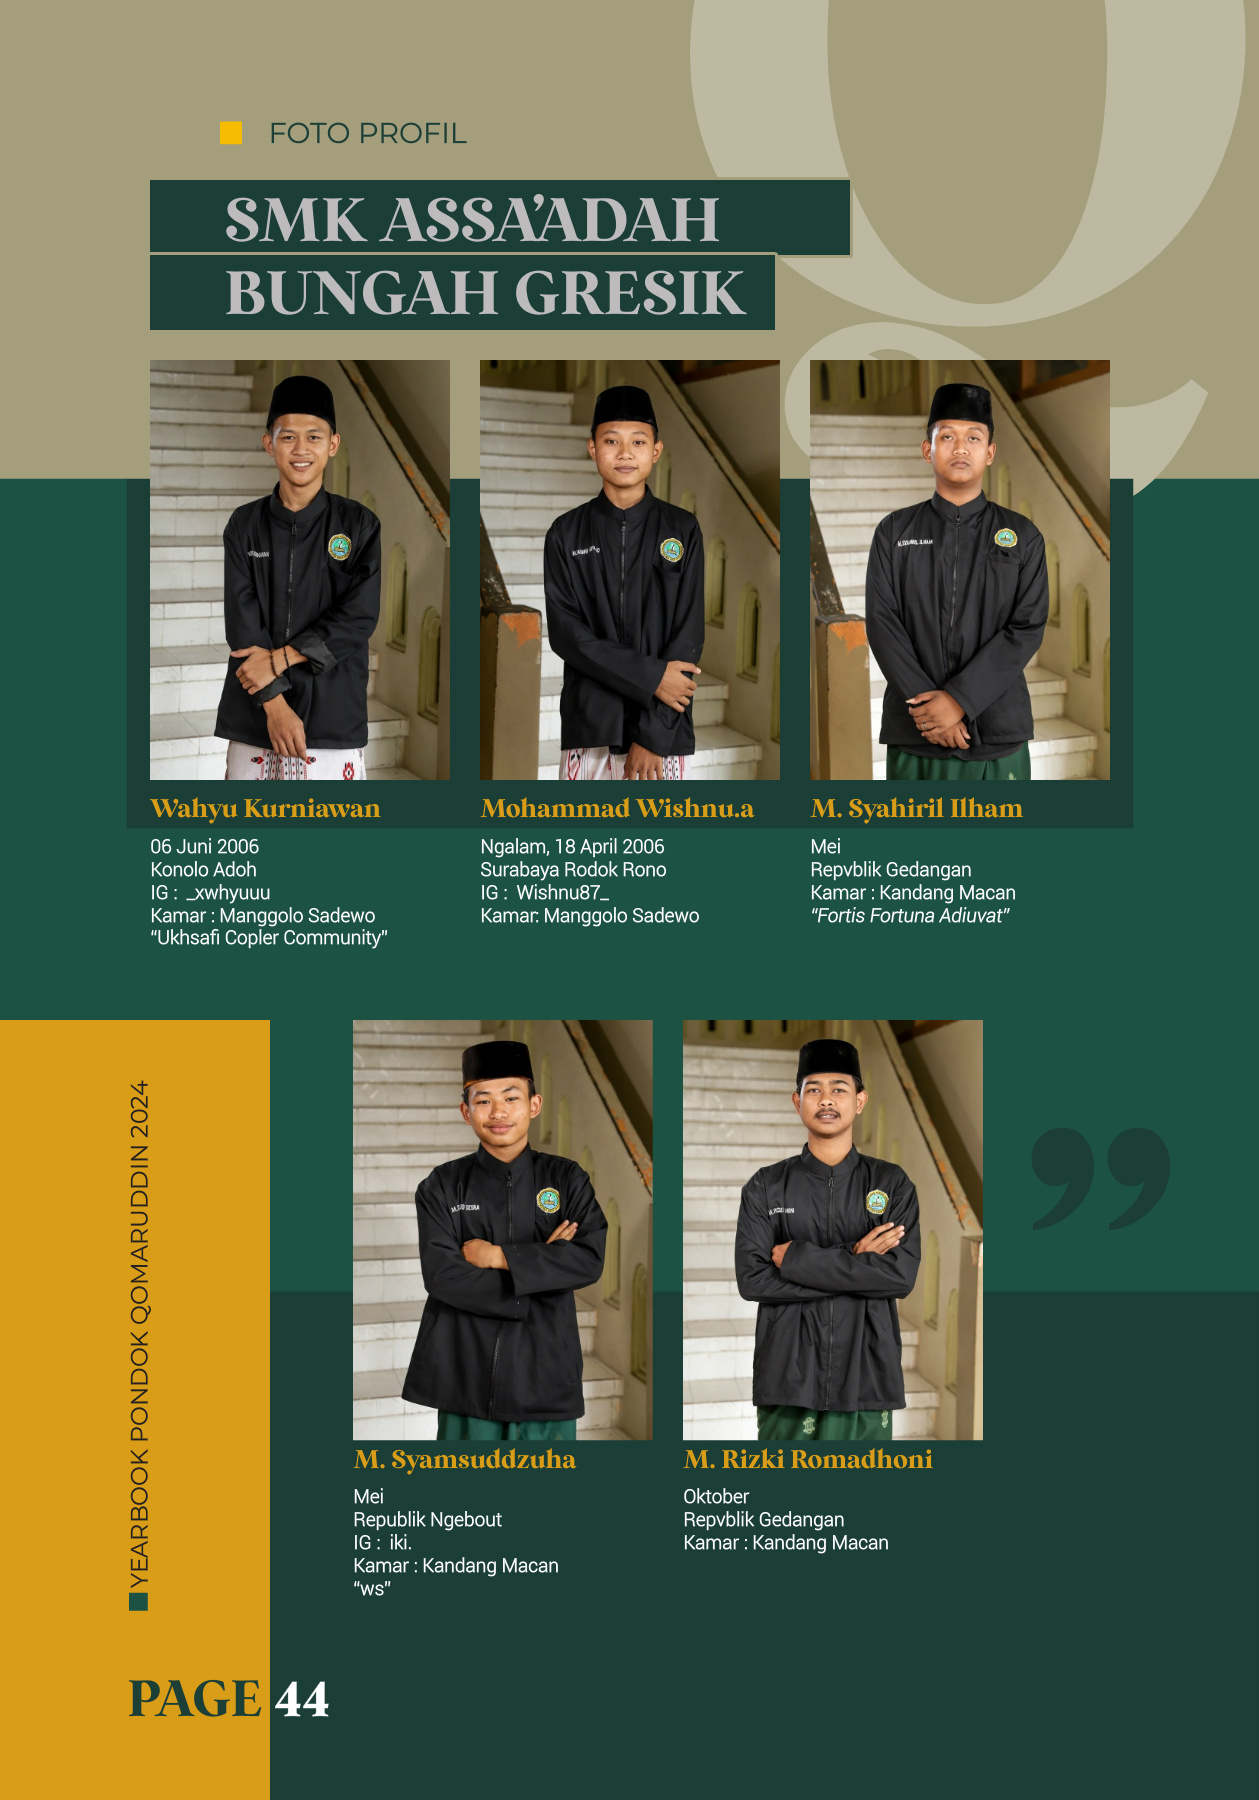 FOTO PROFIL
SMK ASSA’ADAH
BUNGAH GRESIK
Wahyu Kurniawan
06 Juni 2006
Konolo Adoh
IG : _xwhyuuu
Kamar : Manggolo Sadewo
“Ukhsafi Copler Community”
Mohammad Wishnu.a
Ngalam, 18 April 2006
Surabaya Rodok Rono
IG : Wishnu87_
Kamar: Manggolo Sadewo
M. Syahiril Ilham
Mei
Repvblik Gedangan
Kamar : Kandang Macan
“Fortis Fortuna Adiuvat”
M. Syamsuddzuha
Mei
Republik Ngebout
IG : iki.
Kamar : Kandang Macan
“ws”
M. Rizki Romadhoni
Oktober
Repvblik Gedangan
Kamar : Kandang Macan
YEARBOOK PONDOK QOMARUDDIN 2024
PAGE 44